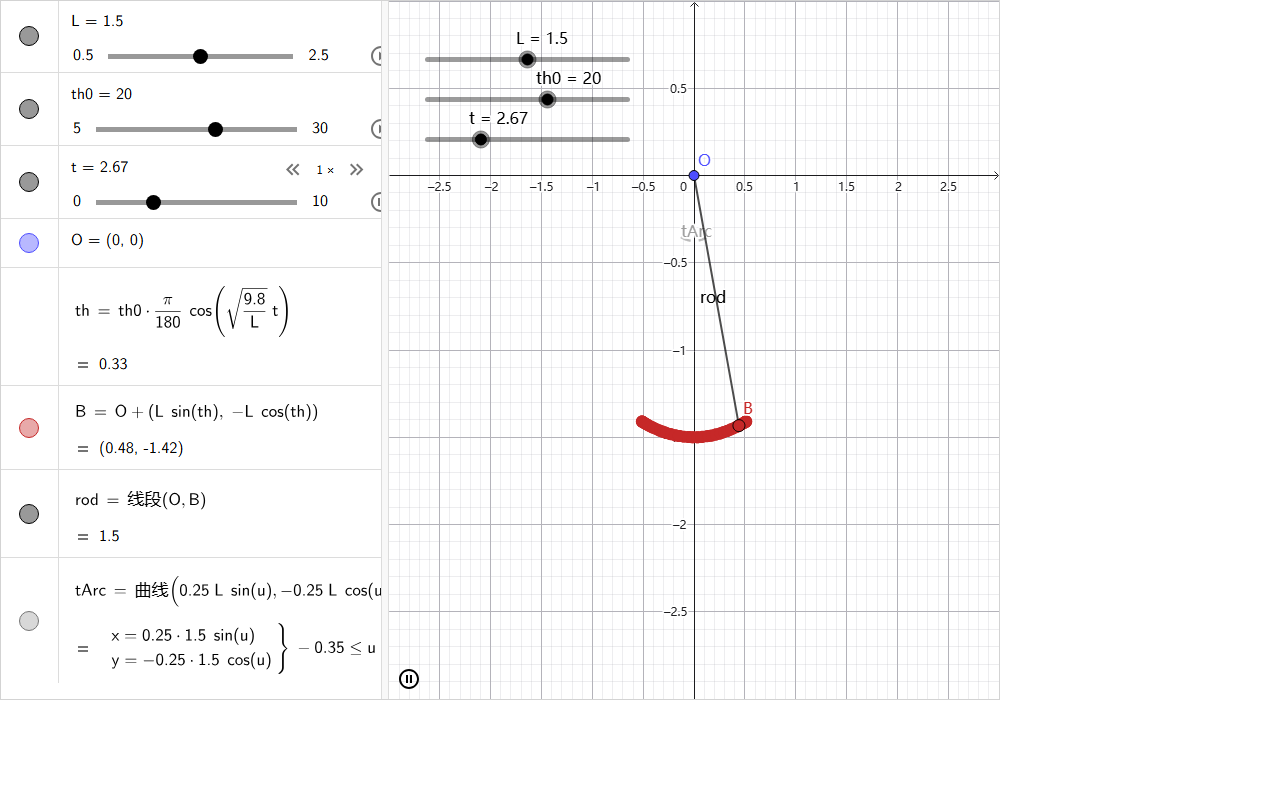 L = 1.5
0.5 2.5
th0 = 20
5 30
t = 2.67
1 ×
0 10
O = (0, 0)
th = th0 · π/180 cos(√(9.8/L) t)
= 0.33
B = O + (L sin(th), −L cos(th))
= (0.48, -1.42)
rod = 线段(O, B)
= 1.5
tArc = 曲线(0.25 L sin(u), −0.25 L cos(u
= x = 0.25 · 1.5 sin(u)
y = −0.25 · 1.5 cos(u) } − 0.35 ≤ u
L = 1.5
th0 = 20
t = 2.67
0.5
O
−2.5 −2 −1.5 −1 −0.5 0 0.5 1 1.5 2 2.5
tArc
−0.5
rod
−1
B
−2
−2.5